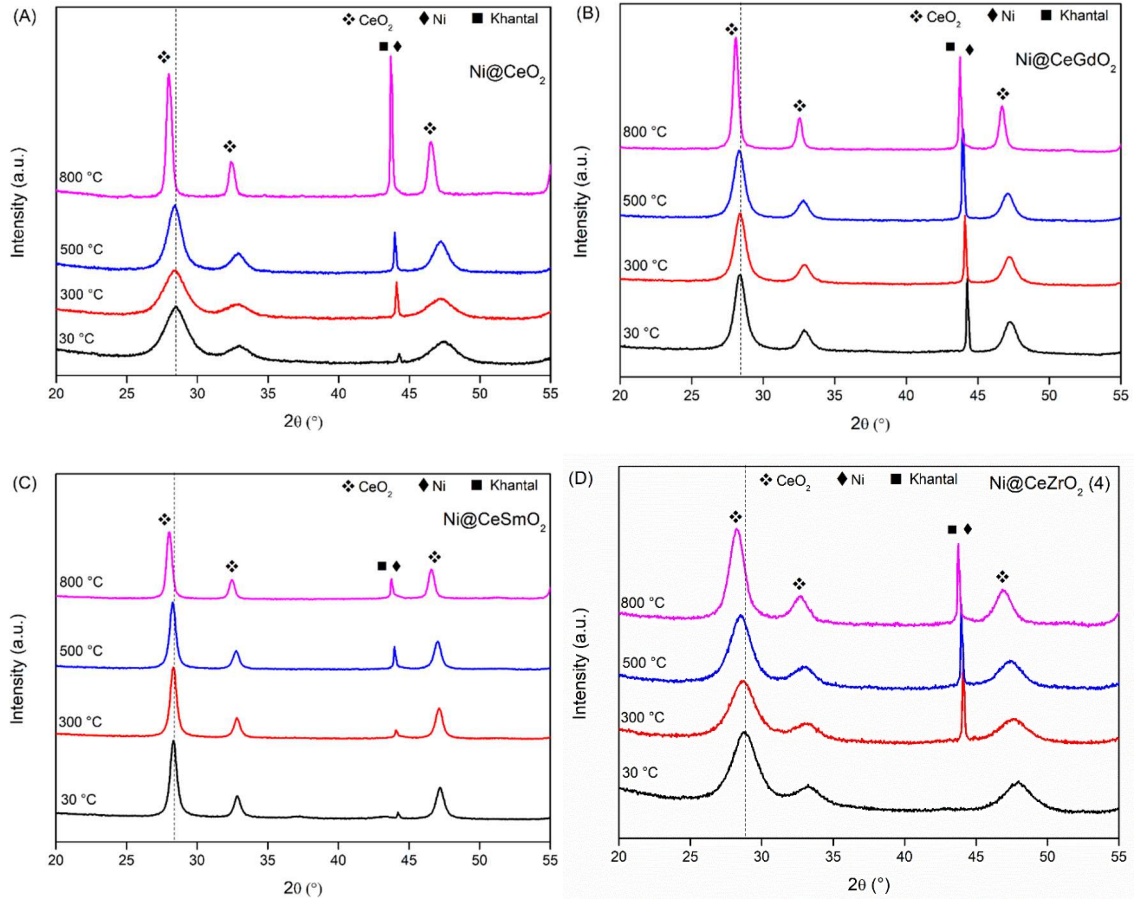 (A)
❖ CeO₂ ◆ Ni ■ Khantal
Ni@CeO₂
800 °C
500 °C
300 °C
30 °C
Intensity (a.u.)
20 25 30 35 40 45 50 55
2θ (°)
(B)
❖ CeO₂ ◆ Ni ■ Khantal
Ni@CeGdO₂
800 °C
500 °C
300 °C
30 °C
Intensity (a.u.)
20 25 30 35 40 45 50 55
2θ (°)
(C)
❖ CeO₂ ◆ Ni ■ Khantal
Ni@CeSmO₂
800 °C
500 °C
300 °C
30 °C
Intensity (a.u.)
20 25 30 35 40 45 50 55
2θ (°)
(D)
❖ CeO₂ ◆ Ni ■ Khantal
Ni@CeZrO₂ (4)
800 °C
500 °C
300 °C
30 °C
Intensity (a.u.)
20 25 30 35 40 45 50 55
2θ (°)